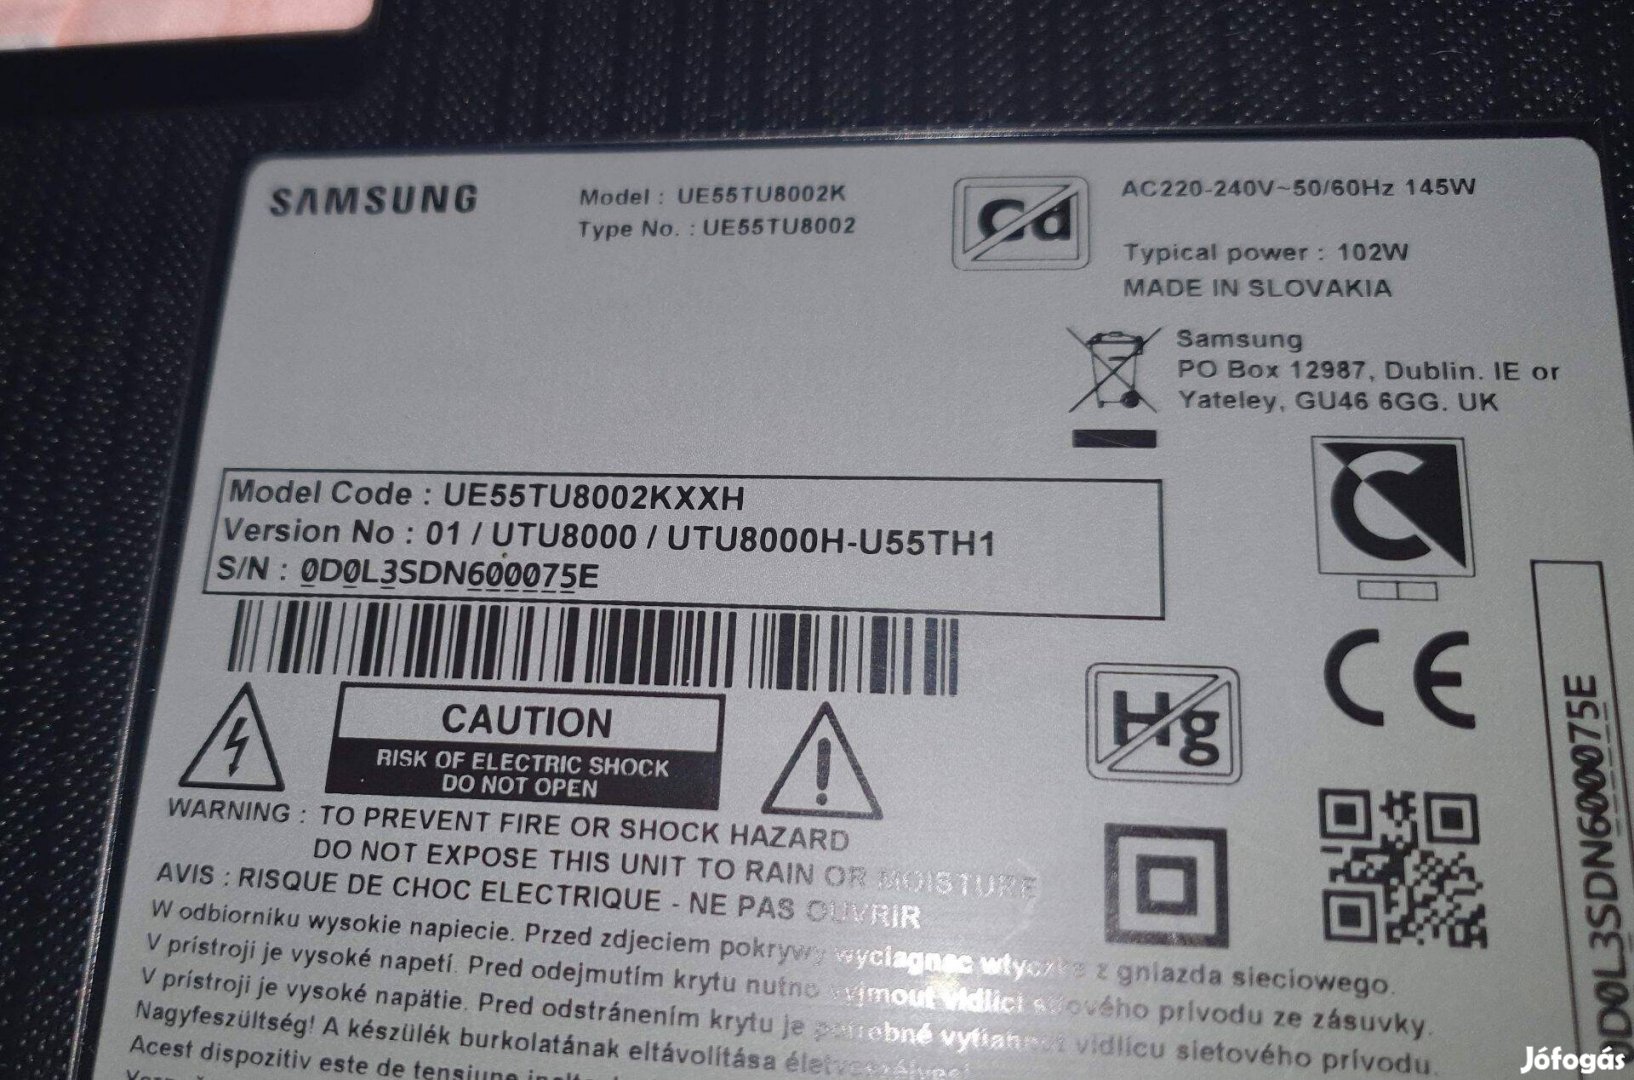 SAMSUNG
Model : UE55TU8002K
Type No. : UE55TU8002
Cd
AC220-240V~50/60Hz 145W
Typical power : 102W
MADE IN SLOVAKIA
Samsung
PO Box 12987, Dublin. IE or
Yateley, GU46 6GG. UK
Model Code : UE55TU8002KXXH
Version No : 01 / UTU8000 / UTU8000H-U55TH1
S/N : 0D0L3SDN600075E
CAUTION
RISK OF ELECTRIC SHOCK
DO NOT OPEN
Hg
CE
WARNING : TO PREVENT FIRE OR SHOCK HAZARD
DO NOT EXPOSE THIS UNIT TO RAIN OR MOISTURE
AVIS : RISQUE DE CHOC ELECTRIQUE - NE PAS OUVRIR
W odbiorniku wysokie napiecie. Przed zdjeciem pokrywy wyciagnac wtyczke z gniazda sieciowego.
V prístroji je vysoké napetí. Pred odejmutím krytu nutno vyjmout vidlici síťového prívodu ze zásuvky.
V prístroji je vysoké napätie. Pred odstránením krytu je potrebné vytiahnut vidlicu sietového prívodu.
Nagyfeszültség! A készülék burkolatának eltávolítása életveszélyes!
Acest dispozitiv este de tensiune
0D0L3SDN600075E
Jófogás